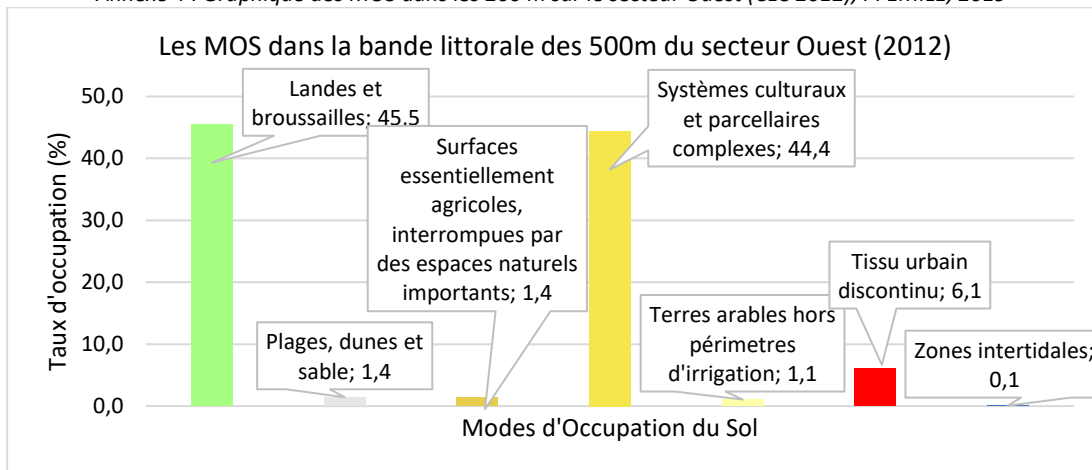 Les MOS dans la bande littorale des 500m du secteur Ouest (2012)
Taux d'occupation (%)
50,0
40,0
30,0
20,0
10,0
0,0
Landes et
broussailles; 45,5
Plages, dunes et
sable; 1,4
Surfaces
essentiellement
agricoles,
interrompues par
des espaces naturels
importants; 1,4
Systèmes culturaux
et parcellaires
complexes; 44,4
Terres arables hors
périmetres
d'irrigation; 1,1
Tissu urbain
discontinu; 6,1
Zones intertidales;
0,1
Modes d'Occupation du Sol